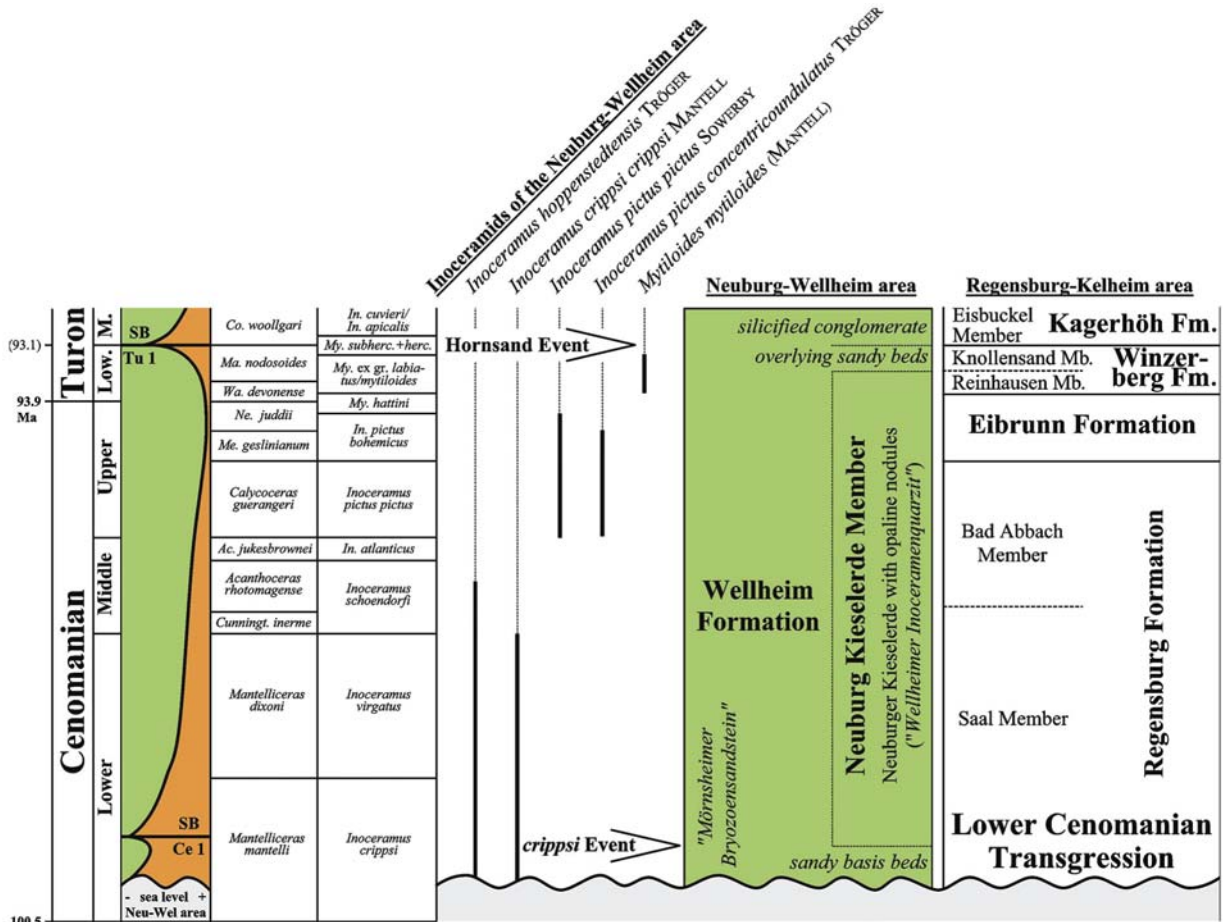 Inoceramids of the Neuburg-Wellheim area
Inoceramus hoppenstedtensis TRÖGER
Inoceramus crippsi crippsi MANTELL
Inoceramus pictus pictus SOWERBY
Inoceramus pictus concentricoundulatus TRÖGER
Mytiloides mytiloides (MANTELL)
Neuburg-Wellheim area
Regensburg-Kelheim area
(93.1)
93.9
Ma
100.5
Turon
Cenomanian
M.
Low.
Upper
Middle
Lower
SB
Tu 1
SB
Ce 1
- sea level +
Neu-Wel area
Co. woollgari
Ma. nodosoides
Wa. devonense
Ne. juddii
Me. geslinianum
Calycoceras
guerangeri
Ac. jukesbrownei
Acanthoceras
rhotomagense
Cunningt. inerme
Mantelliceras
dixoni
Mantelliceras
mantelli
In. cuvieri/
In. apicalis
My. subherc.+herc.
My. ex gr. labia-
tus/mytiloides
My. hattini
In. pictus
bohemicus
Inoceramus
pictus pictus
In. atlanticus
Inoceramus
schoendorfi
Inoceramus
virgatus
Inoceramus
crippsi
Hornsand Event
crippsi Event
silicified conglomerate
overlying sandy beds
Wellheim
Formation
Neuburg Kieselerde Member
Neuburger Kieselerde with opaline nodules
("Wellheimer Inoceramenquarzit")
"Mörnsheimer
Bryozoensandstein"
sandy basis beds
Eisbuckel
Member
Kagerhöh Fm.
Knollensand Mb.
Reinhausen Mb.
Winzer-
berg Fm.
Eibrunn Formation
Bad Abbach
Member
Saal Member
Regensburg Formation
Lower Cenomanian
Transgression